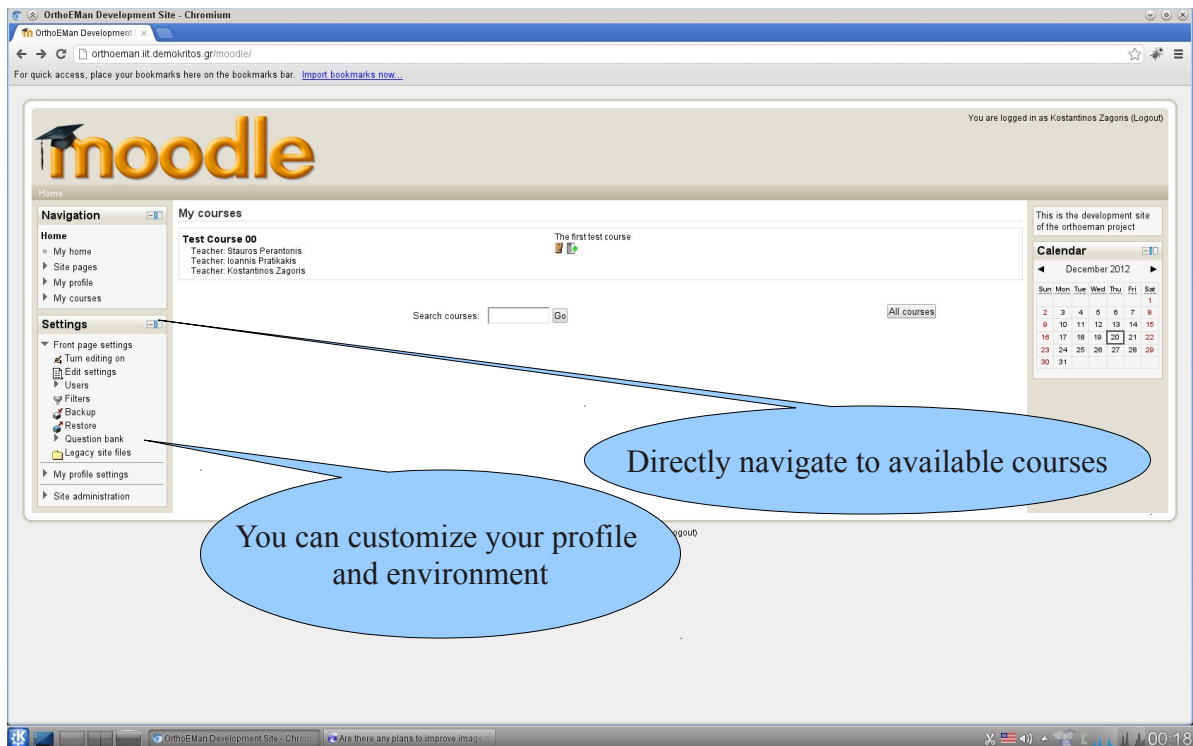 OrthoEMan Development Site - Chromium
OrthoEMan Development
orthoeman.iit.demokritos.gr/moodle/
For quick access, place your bookmarks here on the bookmarks bar. Import bookmarks now...
moodle
You are logged in as Kostantinos Zagoris (Logout)
Home
Navigation
Home
My home
Site pages
My profile
My courses
Settings
Front page settings
Turn editing on
Edit settings
Users
Filters
Backup
Restore
Question bank
Legacy site files
My profile settings
Site administration
My courses
Test Course 00
Teacher: Stauros Perantonis
Teacher: Ioannis Pratikakis
Teacher: Kostantinos Zagoris
The first test course
Search courses: Go
All courses
This is the development site
of the orthoeman project
Calendar
◄ December 2012 ►
Sun Mon Tue Wed Thu Fri Sat
1
2 3 4 5 6 7 8
9 10 11 12 13 14 15
16 17 18 19 20 21 22
23 24 25 26 27 28 29
30 31
Directly navigate to available courses
You can customize your profile
and environment
ogout)
OrthoEMan Development Site - Chrom
Are there any plans to improve image
00:18